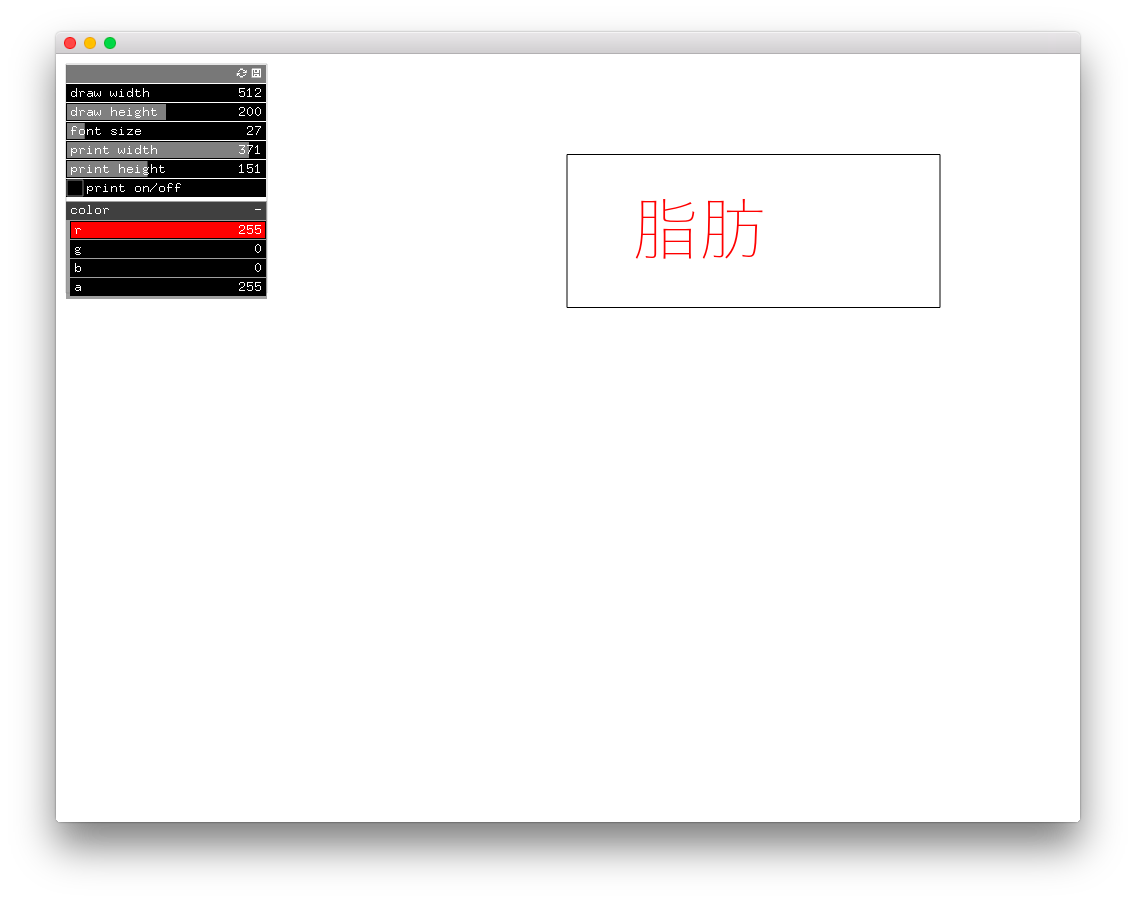 draw width 512
draw height 200
font size 27
print width 371
print height 151
print on/off
color -
r 255
g 0
b 0
a 255
脂肪